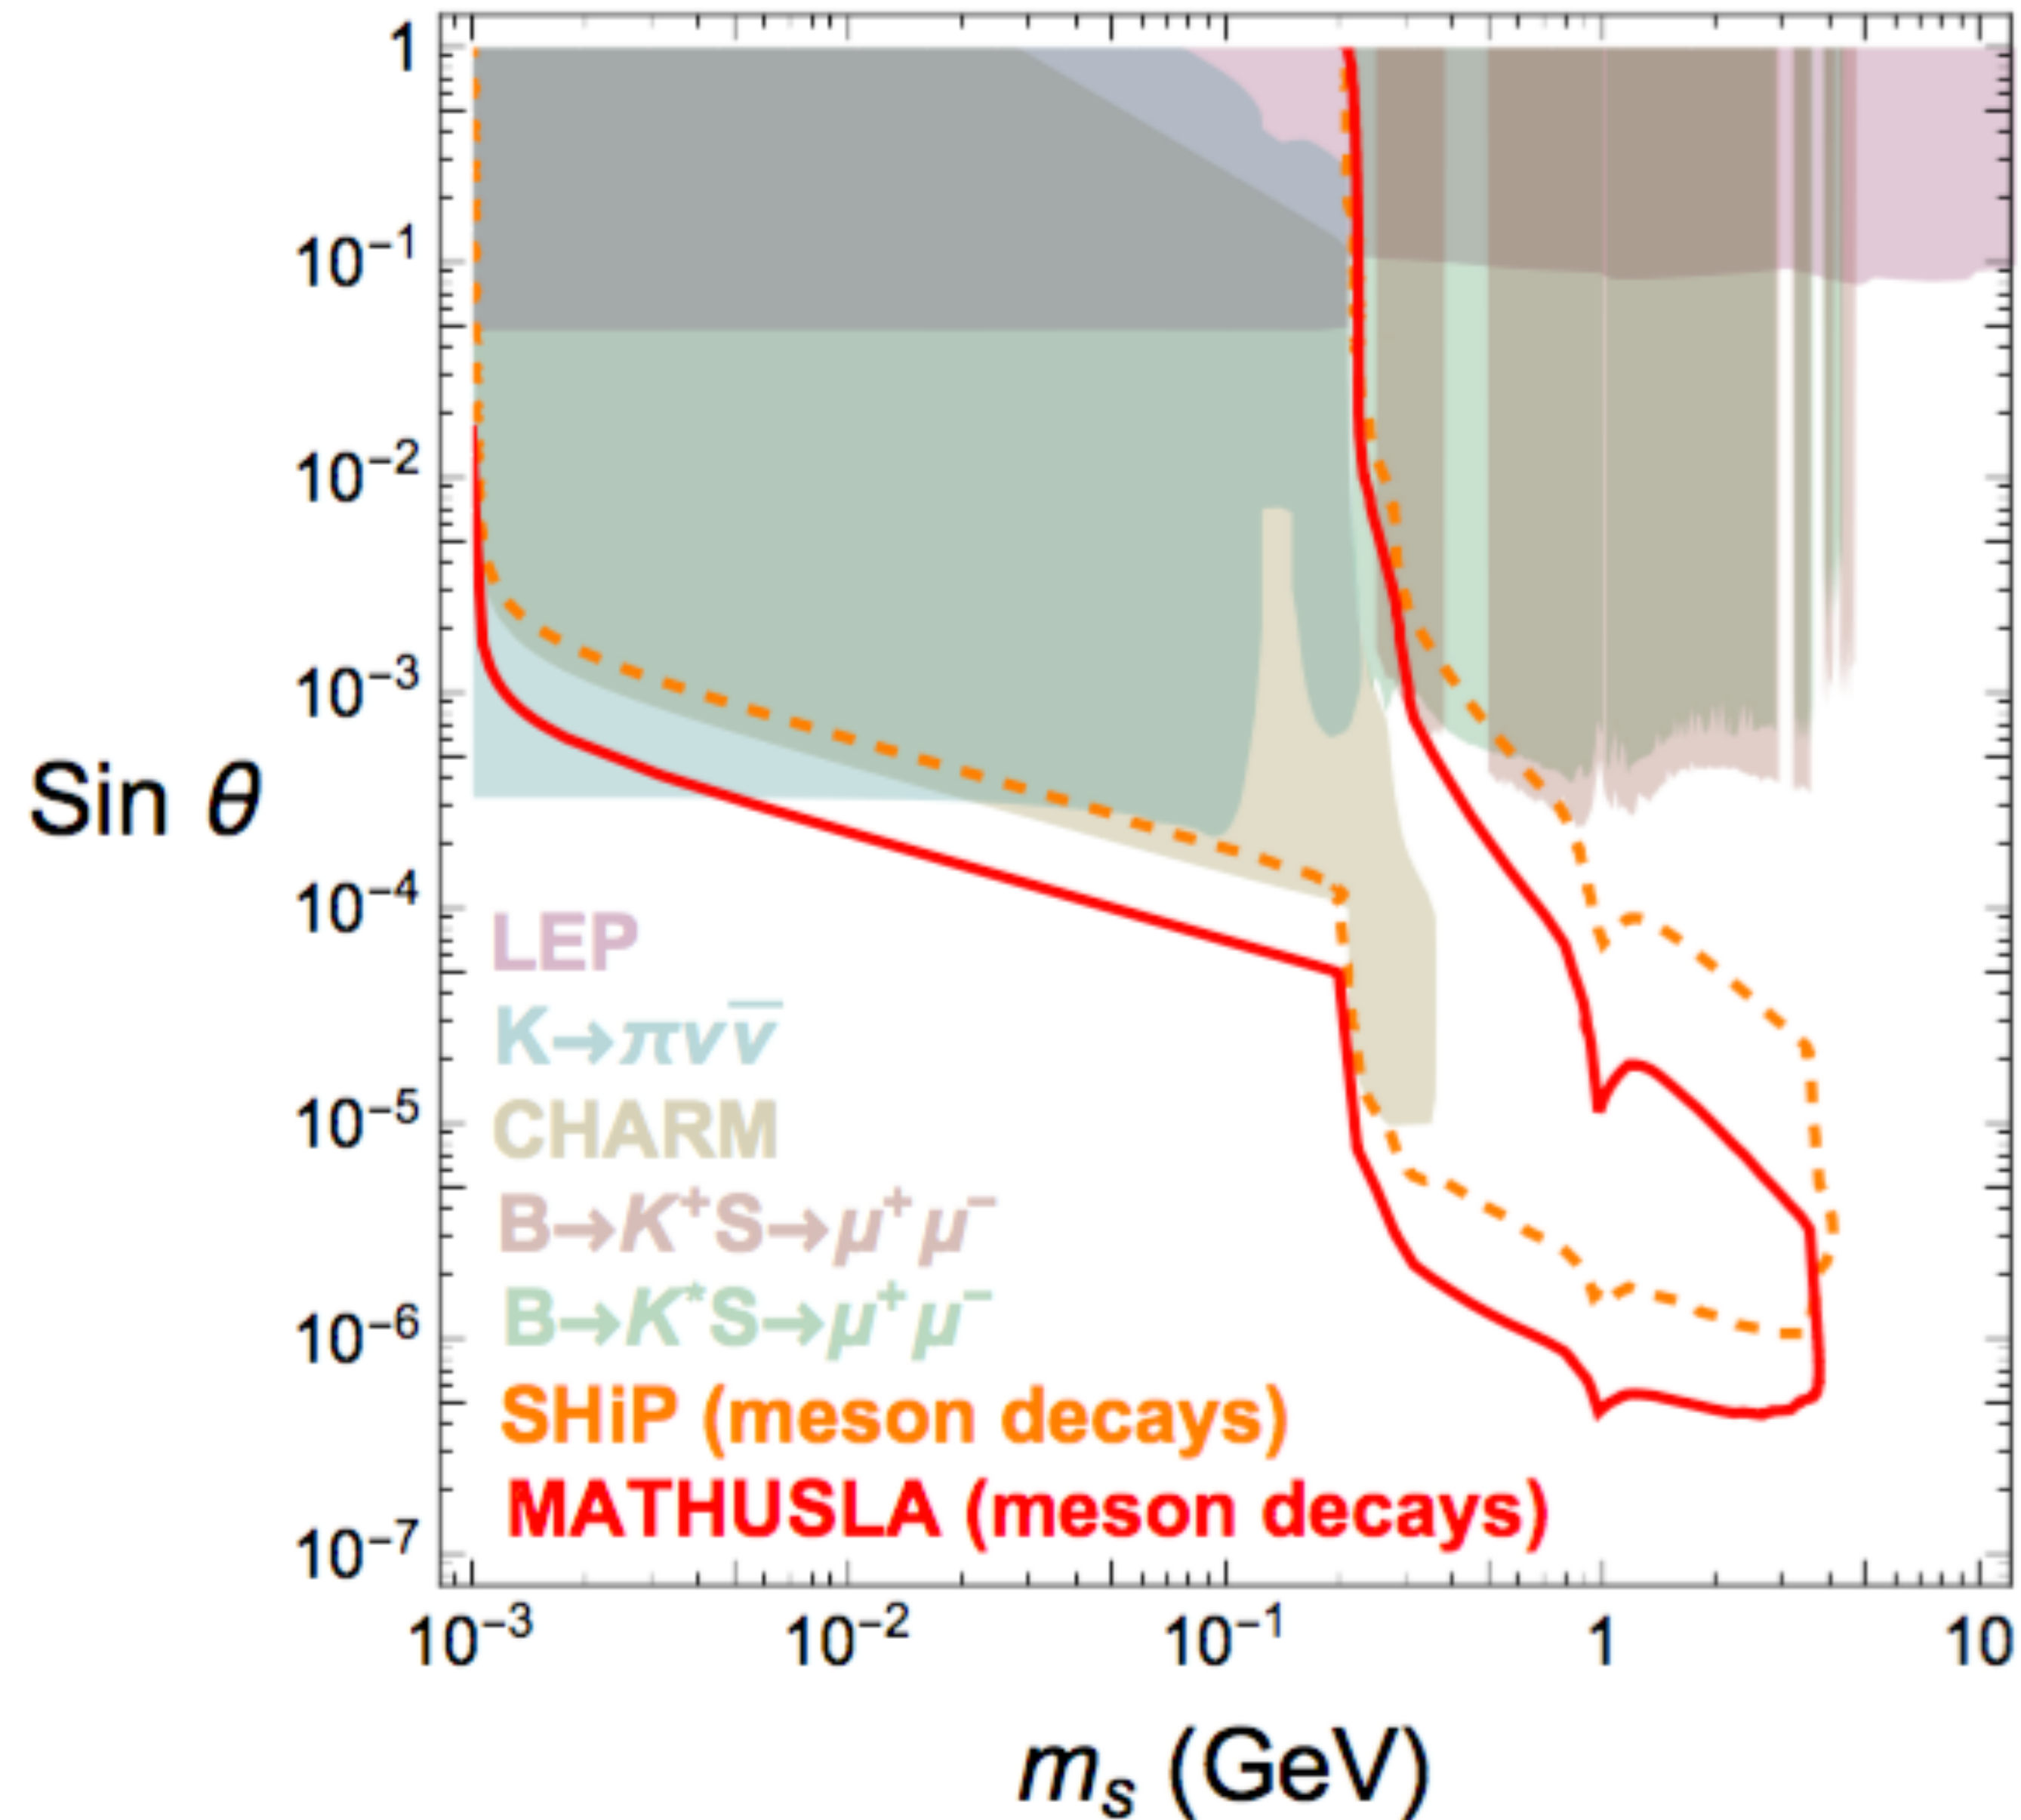 1
10⁻¹
10⁻²
10⁻³
10⁻⁴
10⁻⁵
10⁻⁶
10⁻⁷
Sin θ
LEP
K→πνν̅
CHARM
B→K⁺S→μ⁺μ⁻
B→K*S→μ⁺μ⁻
SHiP (meson decays)
MATHUSLA (meson decays)
10⁻³ 10⁻² 10⁻¹ 1 10
mₛ (GeV)